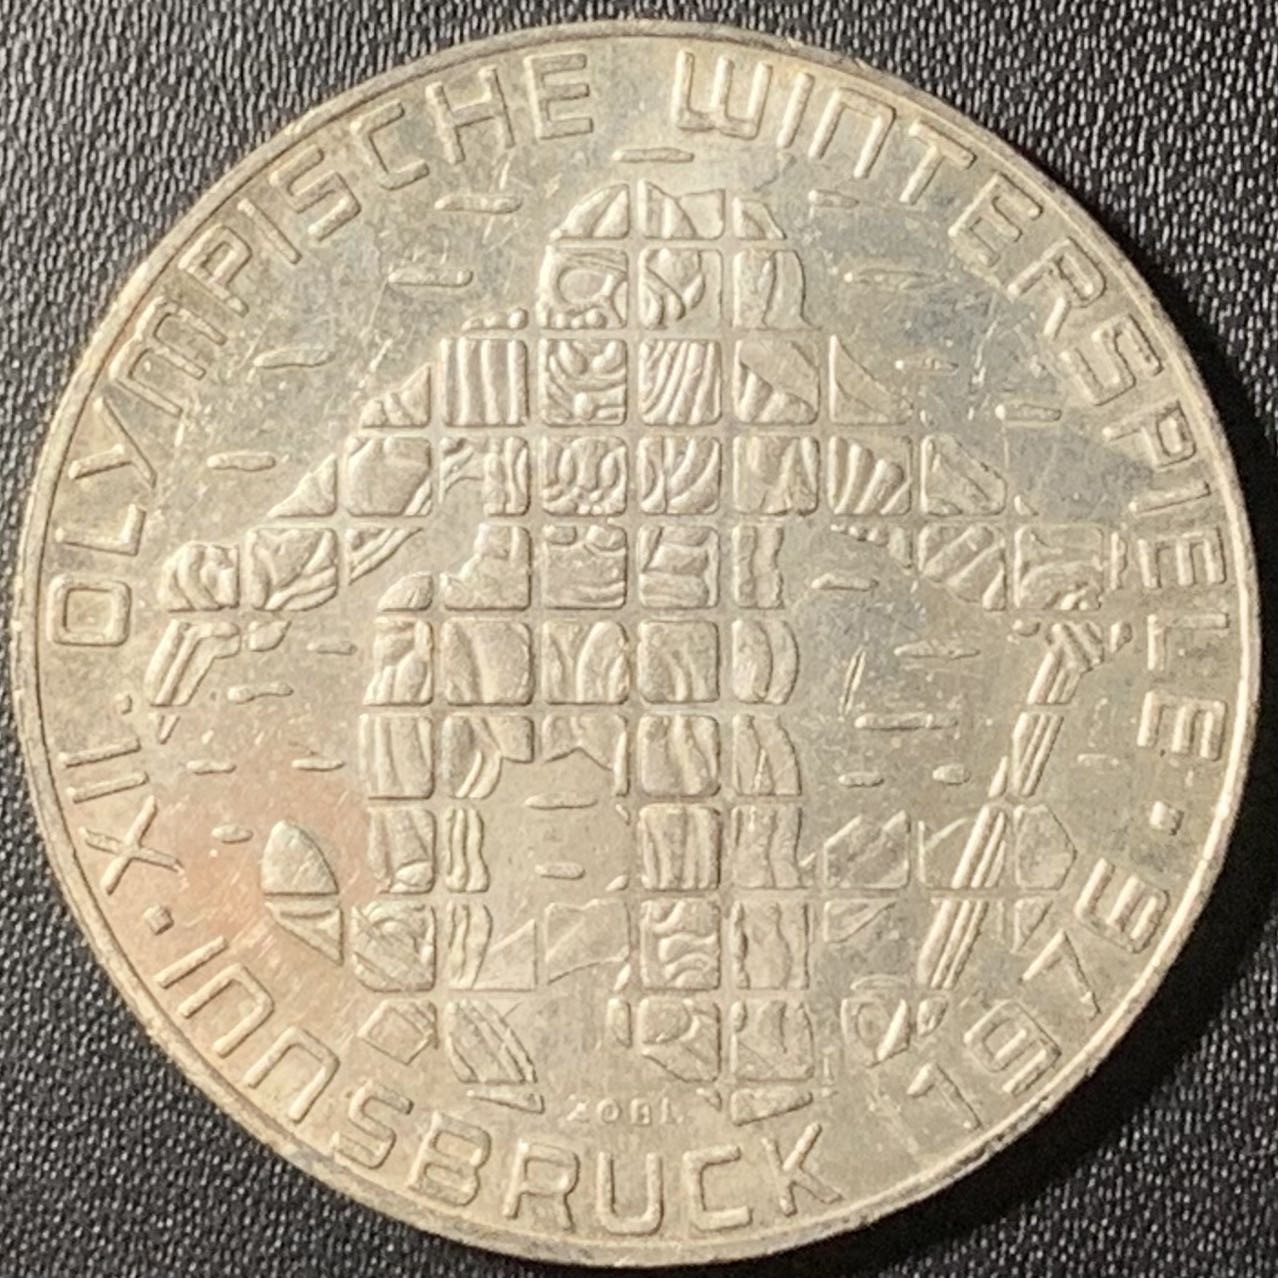 XII. OLYMPISCHE WINTERSPIELE · INNSBRUCK 1976
ZOBL